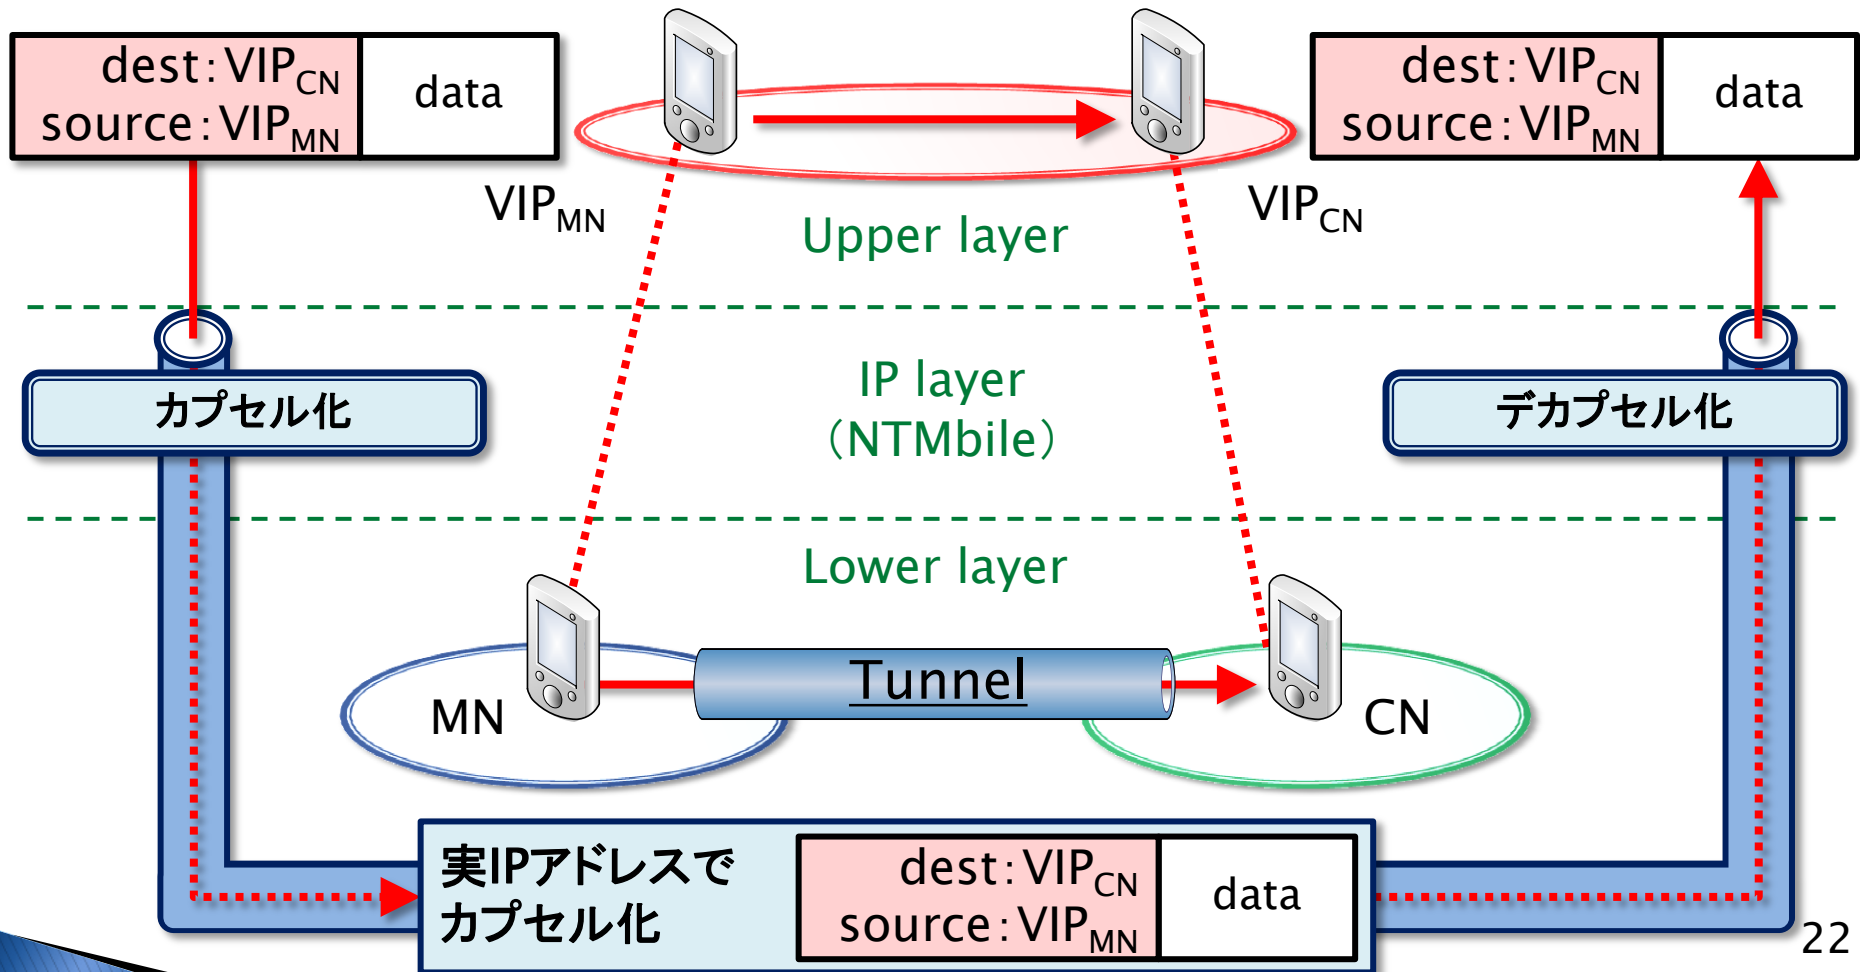 dest:VIPCN
source:VIPMN
data
dest:VIPCN
source:VIPMN
data
VIPMN
VIPCN
Upper layer
カプセル化
IP layer
（NTMbile）
デカプセル化
Lower layer
MN
Tunnel
CN
実IPアドレスで
カプセル化
dest:VIPCN
source:VIPMN
data
22